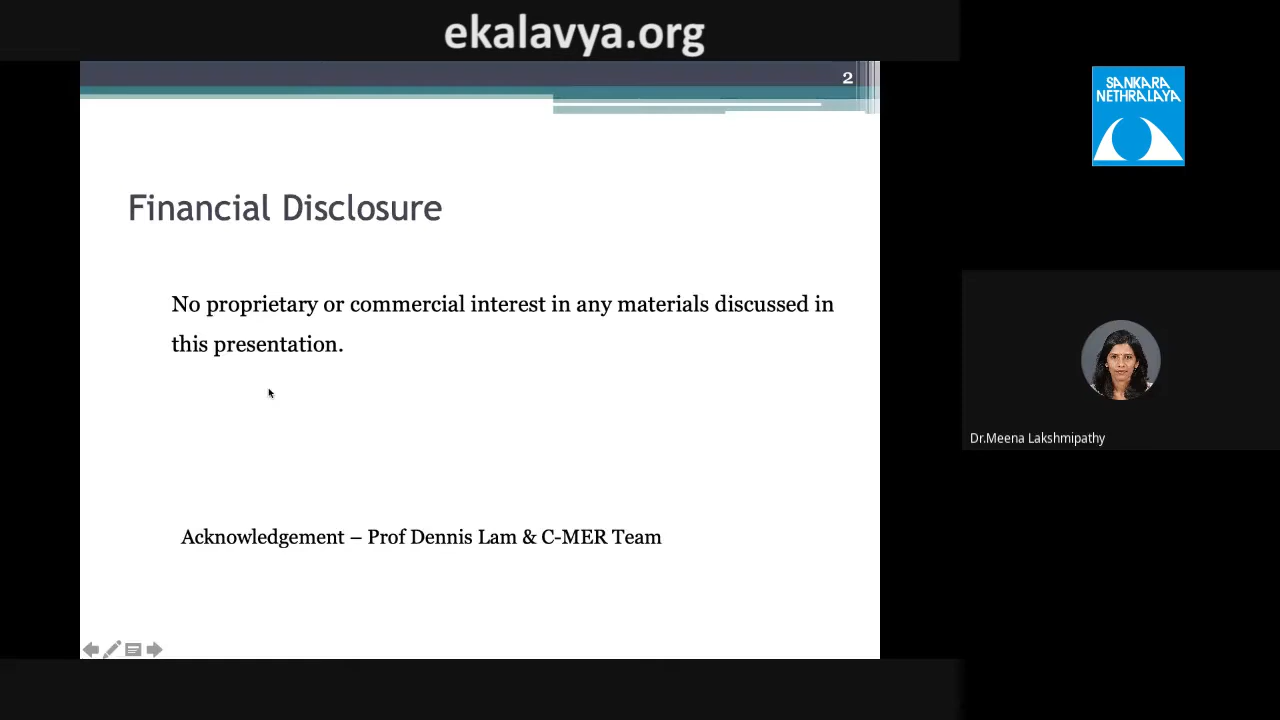 ekalavya.org
2
SANKARA
NETHRALAYA
Financial Disclosure
No proprietary or commercial interest in any materials discussed in
this presentation.
Dr.Meena Lakshmipathy
Acknowledgement – Prof Dennis Lam & C-MER Team